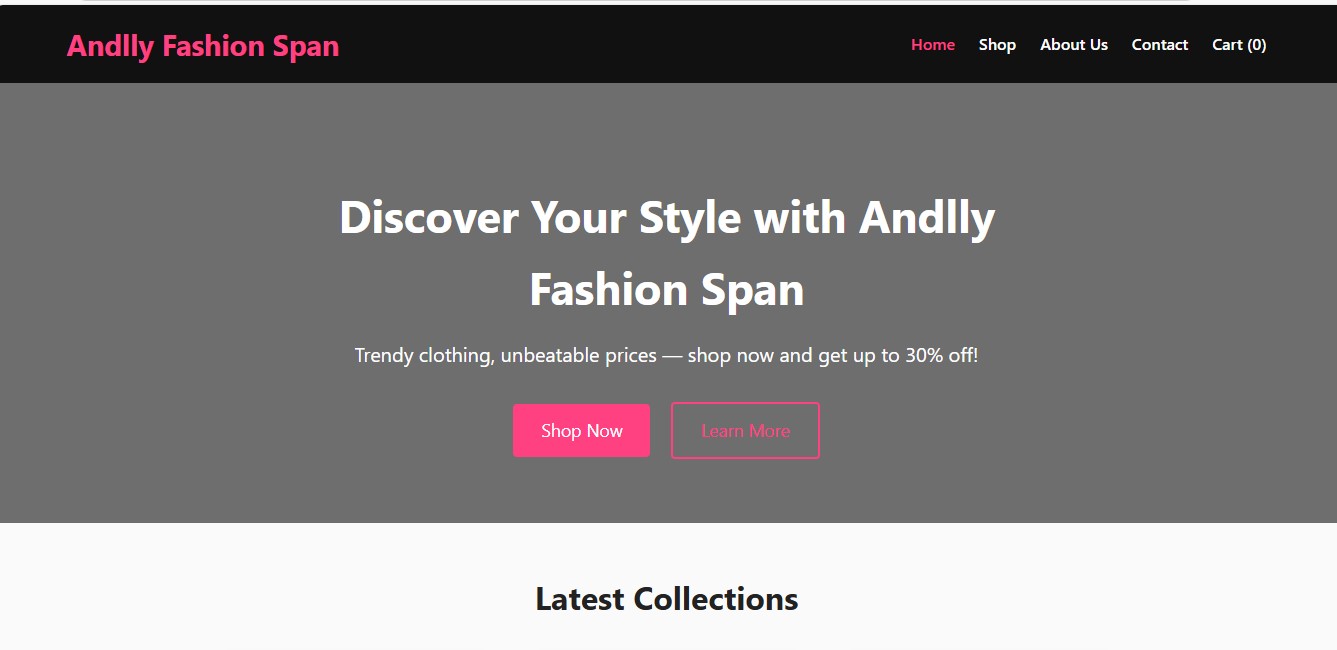 Andlly Fashion Span
Home Shop About Us Contact Cart (0)
Discover Your Style with Andlly
Fashion Span
Trendy clothing, unbeatable prices — shop now and get up to 30% off!
Shop Now Learn More
Latest Collections